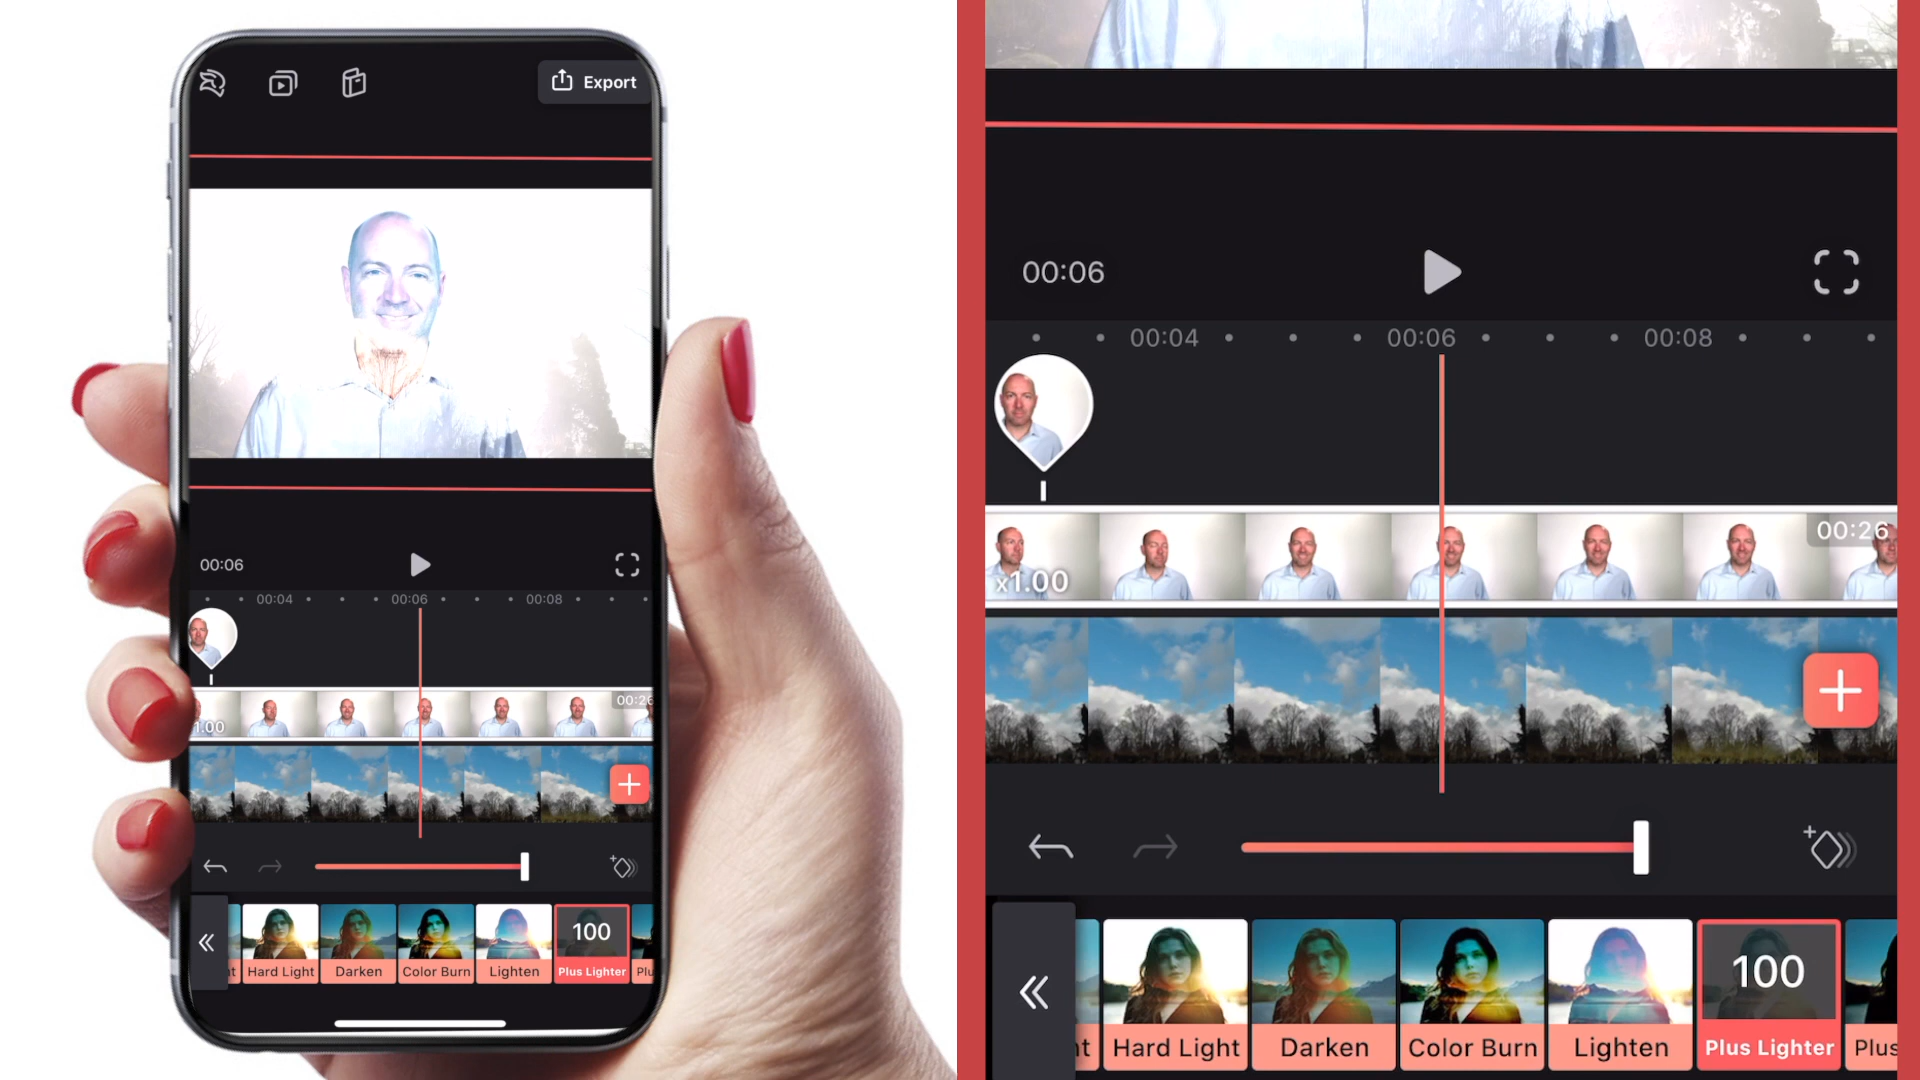 Export
00:06
00:04 00:06 00:08
00:26
1.00
100
Hard Light Darken Color Burn Lighten Plus Lighter Plu
00:06
00:04 00:06 00:08
00:26
x1.00
100
nt Hard Light Darken Color Burn Lighten Plus Lighter Plus